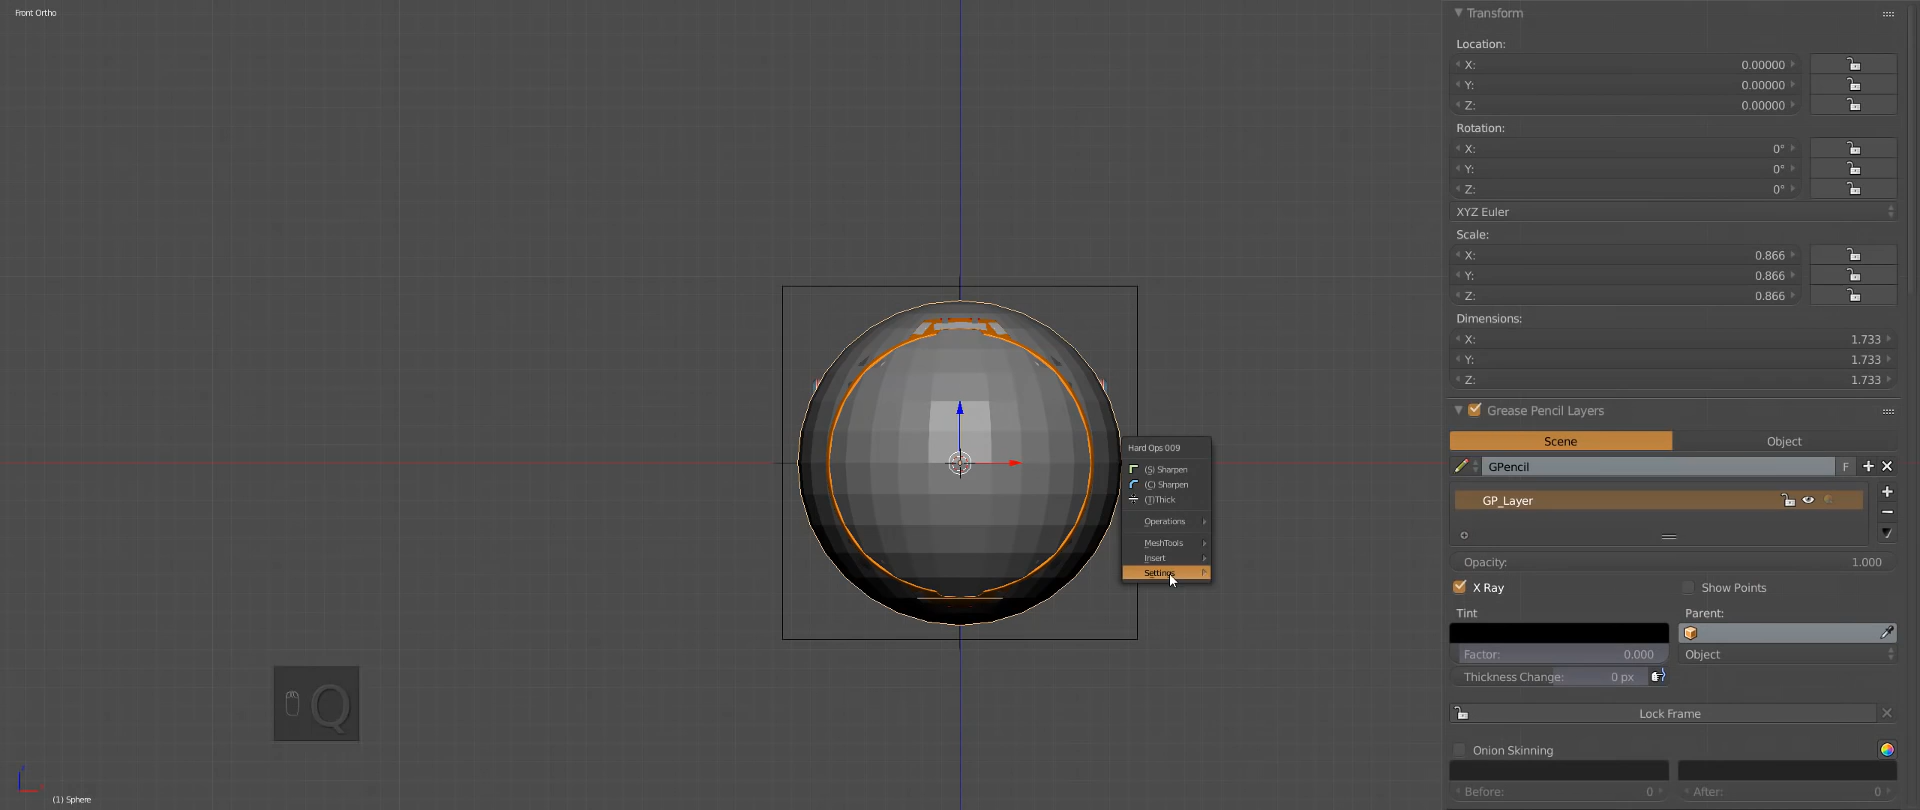 Front Ortho
Hard Ops 009
(S) Sharpen
(C) Sharpen
(T)Thick
Operations
MeshTools
Insert
Settings
Q
(1) Sphere
Transform
Location:
X: 0.00000
Y: 0.00000
Z: 0.00000
Rotation:
X: 0°
Y: 0°
Z: 0°
XYZ Euler
Scale:
X: 0.866
Y: 0.866
Z: 0.866
Dimensions:
X: 1.733
Y: 1.733
Z: 1.733
Grease Pencil Layers
Scene Object
GPencil F
GP_Layer
Opacity: 1.000
X Ray Show Points
Tint Parent:
Factor: 0.000 Object
Thickness Change: 0 px
Lock Frame
Onion Skinning
Before: 0 After: 0